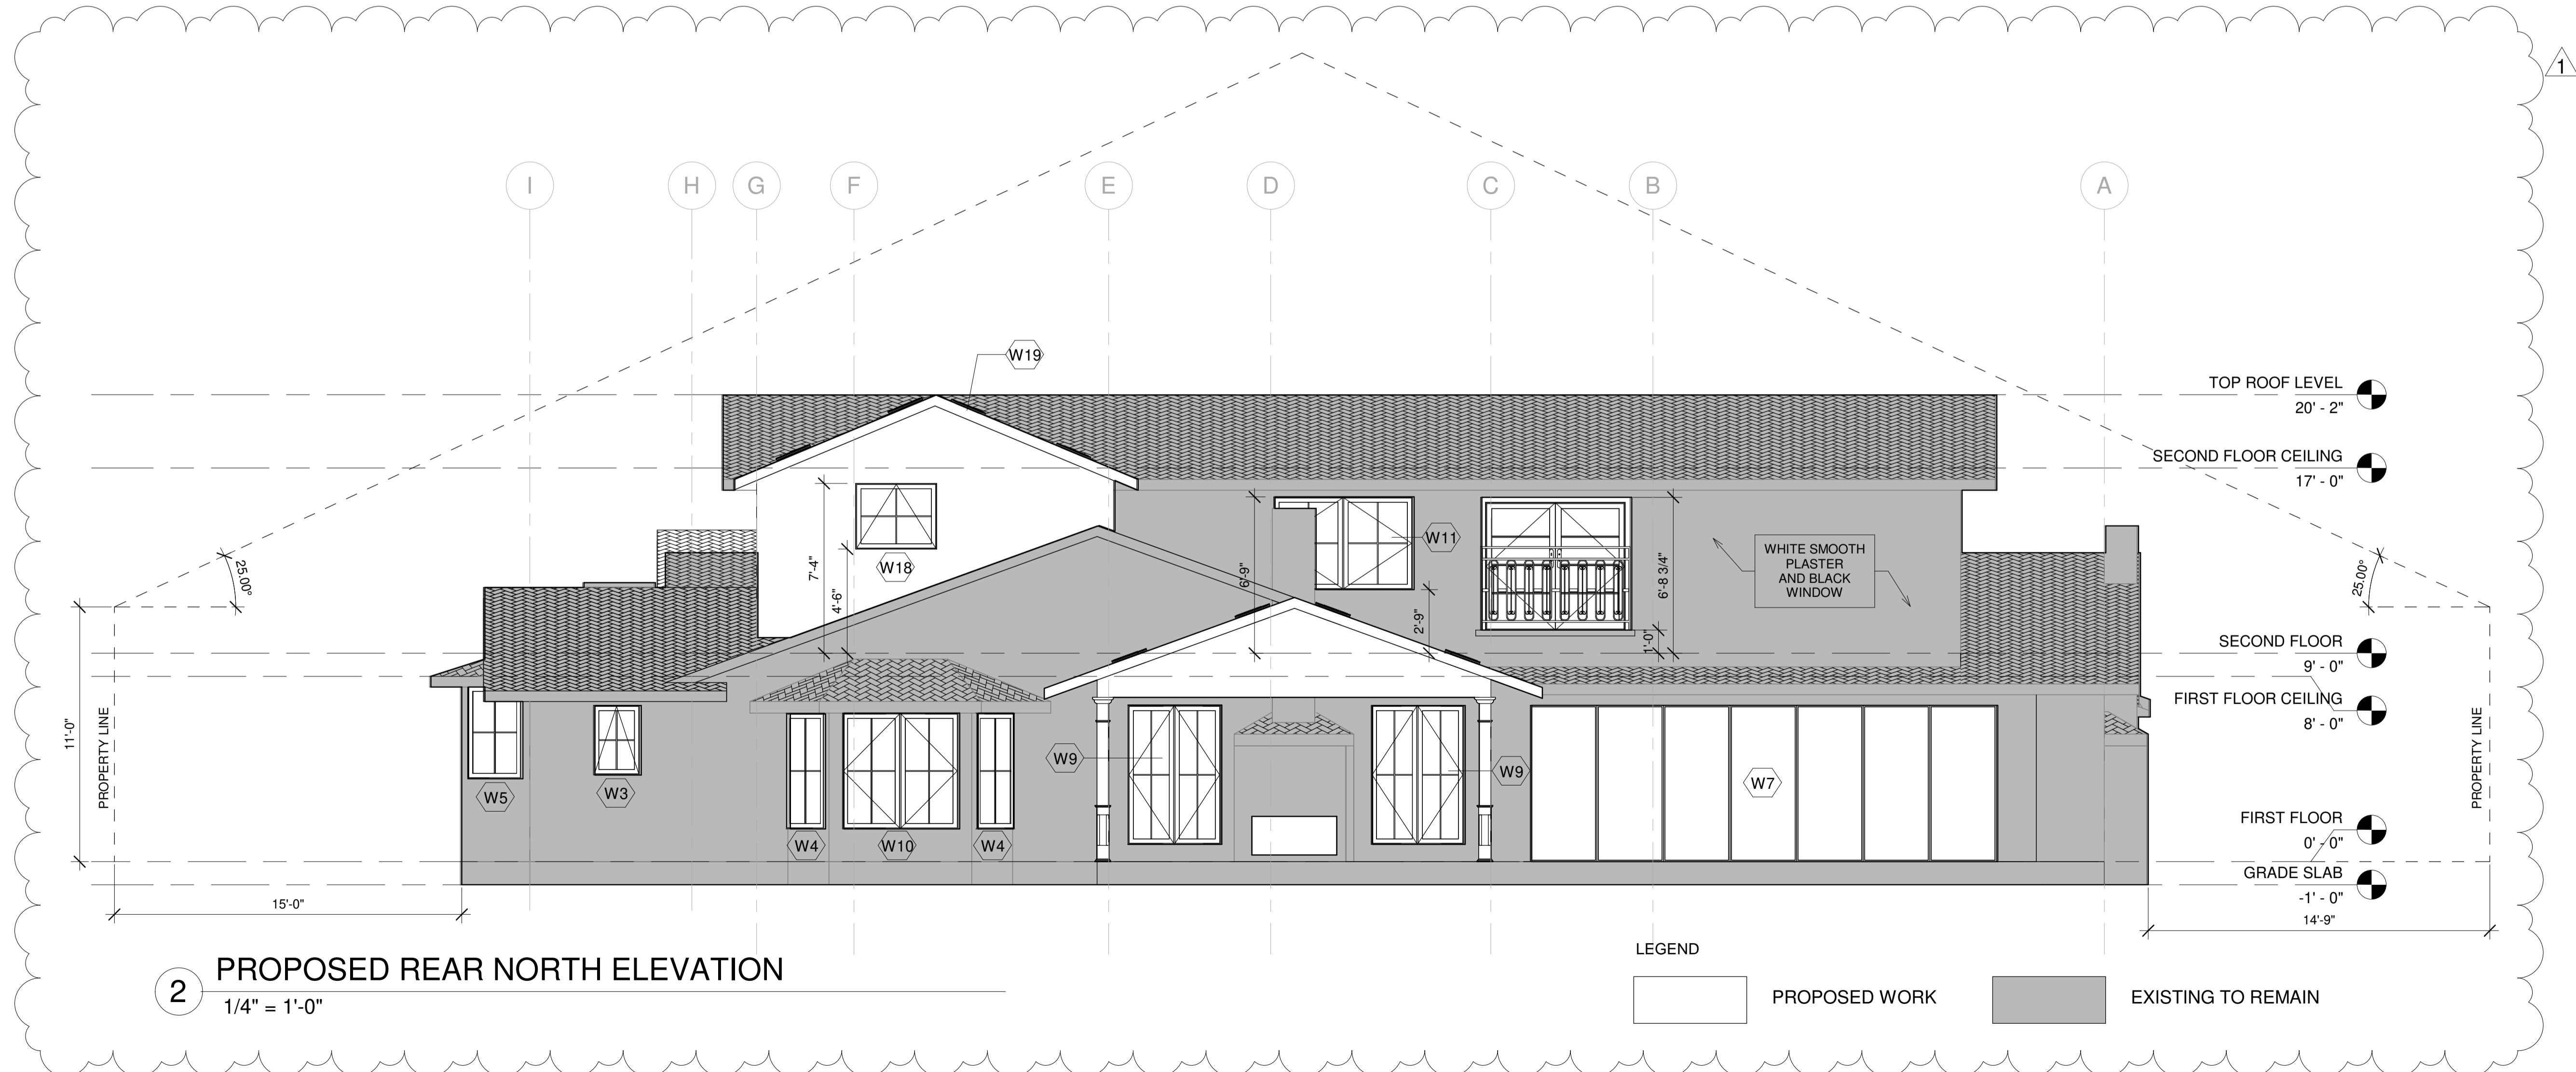 1
I
H
G
F
E
D
C
B
A
W19
TOP ROOF LEVEL
20' - 2"
SECOND FLOOR CEILING
17' - 0"
25.00°
7'-4"
4'-6"
W18
6'-9"
W11
2'-9"
6'-8 3/4"
1'-0"
WHITE SMOOTH
PLASTER
AND BLACK
WINDOW
25.00°
SECOND FLOOR
9' - 0"
FIRST FLOOR CEILING
8' - 0"
11'-0"
PROPERTY LINE
W5
W3
W4
W10
W4
W9
W9
W7
PROPERTY LINE
FIRST FLOOR
0' - 0"
GRADE SLAB
-1' - 0"
15'-0"
14'-9"
2
PROPOSED REAR NORTH ELEVATION
1/4" = 1'-0"
LEGEND
PROPOSED WORK
EXISTING TO REMAIN